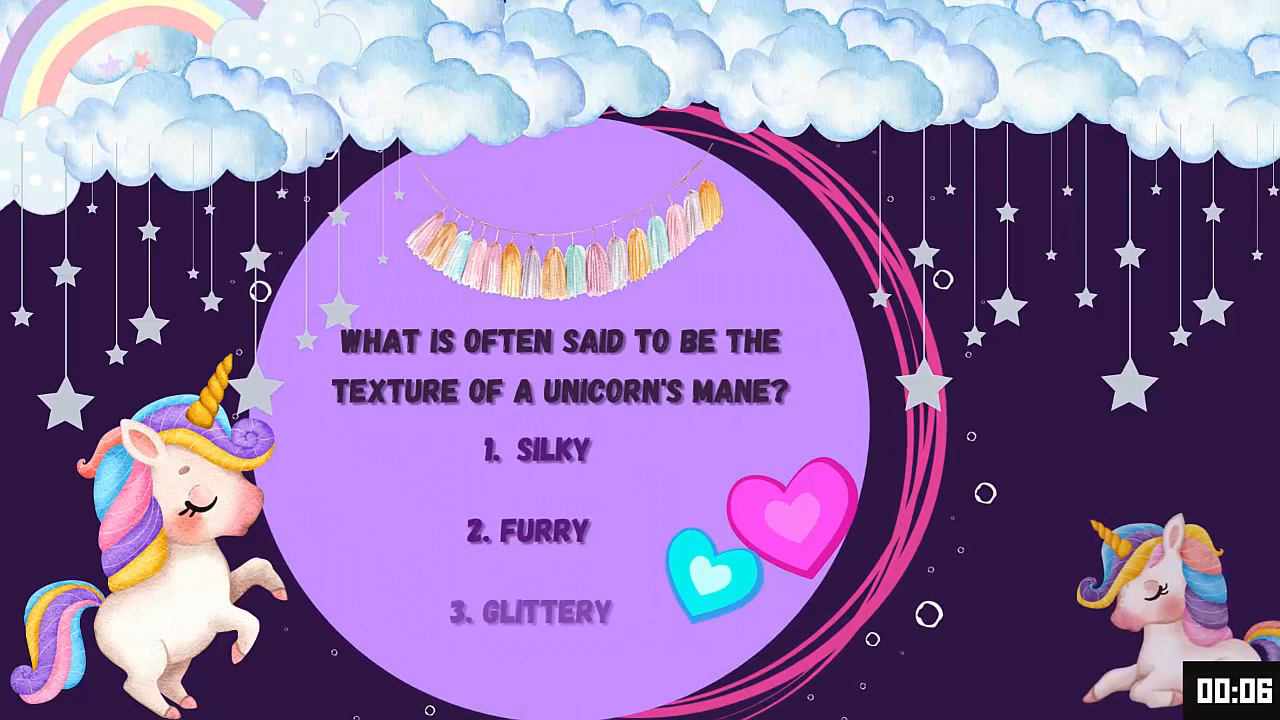 WHAT IS OFTEN SAID TO BE THE
TEXTURE OF A UNICORN'S MANE?
1. SILKY
2. FURRY
3. GLITTERY
00:06